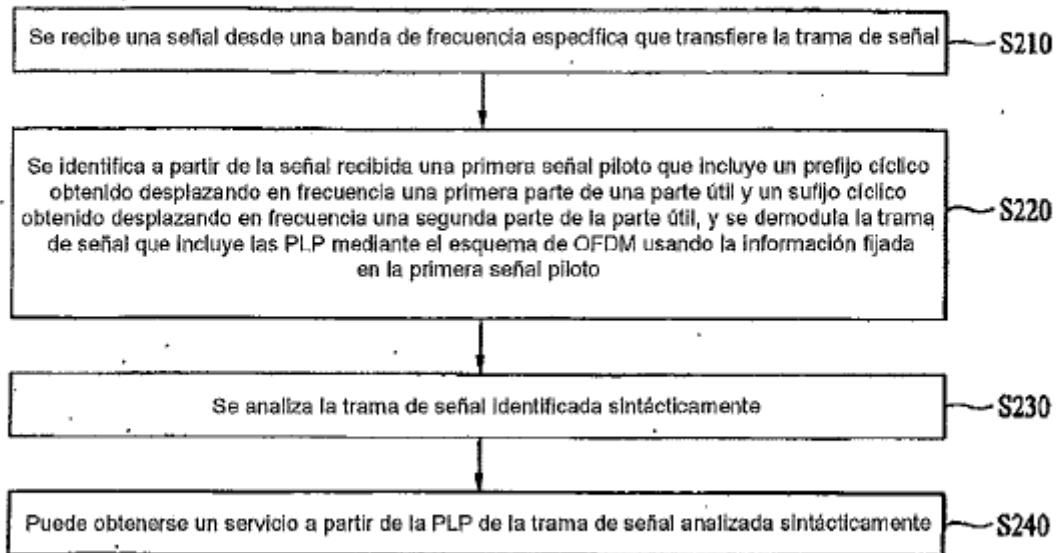 Se recibe una señal desde una banda de frecuencia específica que transfiere la trama de señal
S210
Se identifica a partir de la señal recibida una primera señal piloto que incluye un prefijo cíclico
obtenido desplazando en frecuencia una primera parte de una parte útil y un sufijo cíclico
obtenido desplazando en frecuencia una segunda parte de la parte útil, y se demodula la trama
de señal que incluye las PLP mediante el esquema de OFDM usando la información fijada
en la primera señal piloto
S220
Se analiza la trama de señal identificada sintácticamente
S230
Puede obtenerse un servicio a partir de la PLP de la trama de señal analizada sintácticamente
S240